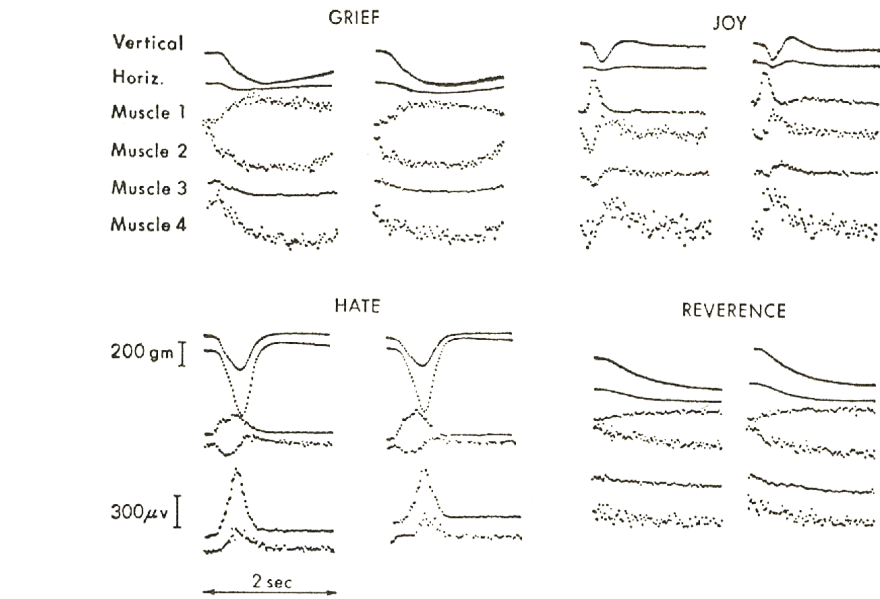 GRIEF
JOY
Vertical
Horiz.
Muscle 1
Muscle 2
Muscle 3
Muscle 4
HATE
REVERENCE
200 gm
300μv
2 sec